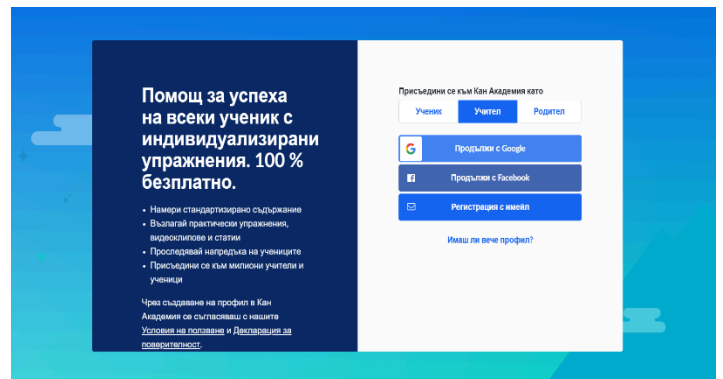 Помощ за успеха
на всеки ученик с
индивидуализирани
упражнения. 100 %
безплатно.
• Намери стандартизирано съдържание
• Възлагай практически упражнения,
видеоклипове и статии
• Проследявай напредъка на учениците
• Присъедини се към милиони учители и
ученици
Чрез създаване на профил в Кан
Академия се съгласяваш с нашите
Условия на ползване и Декларация за
поверителност.
Присъедини се към Кан Академия като
Ученик Учител Родител
Продължи с Google
Продължи с Facebook
Регистрация с имейл
Имаш ли вече профил?